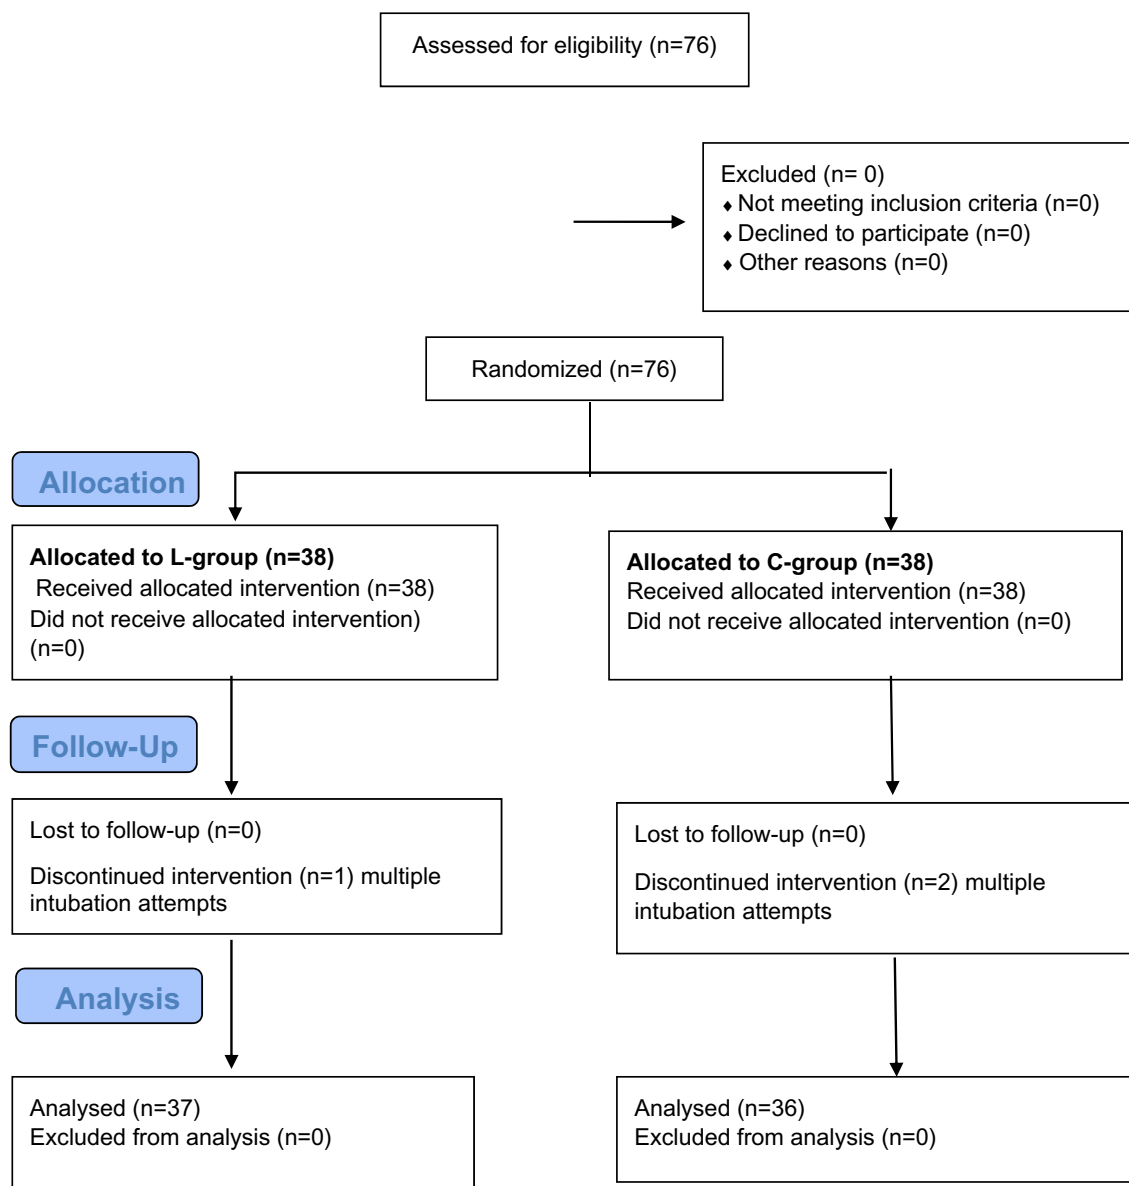 Assessed for eligibility (n=76)
Excluded (n= 0)
♦ Not meeting inclusion criteria (n=0)
♦ Declined to participate (n=0)
♦ Other reasons (n=0)
Randomized (n=76)
Allocation
Allocated to L-group (n=38)
Received allocated intervention (n=38)
Did not receive allocated intervention)
(n=0)
Allocated to C-group (n=38)
Received allocated intervention (n=38)
Did not receive allocated intervention (n=0)
Follow-Up
Lost to follow-up (n=0)
Discontinued intervention (n=1) multiple
intubation attempts
Lost to follow-up (n=0)
Discontinued intervention (n=2) multiple
intubation attempts
Analysis
Analysed (n=37)
Excluded from analysis (n=0)
Analysed (n=36)
Excluded from analysis (n=0)